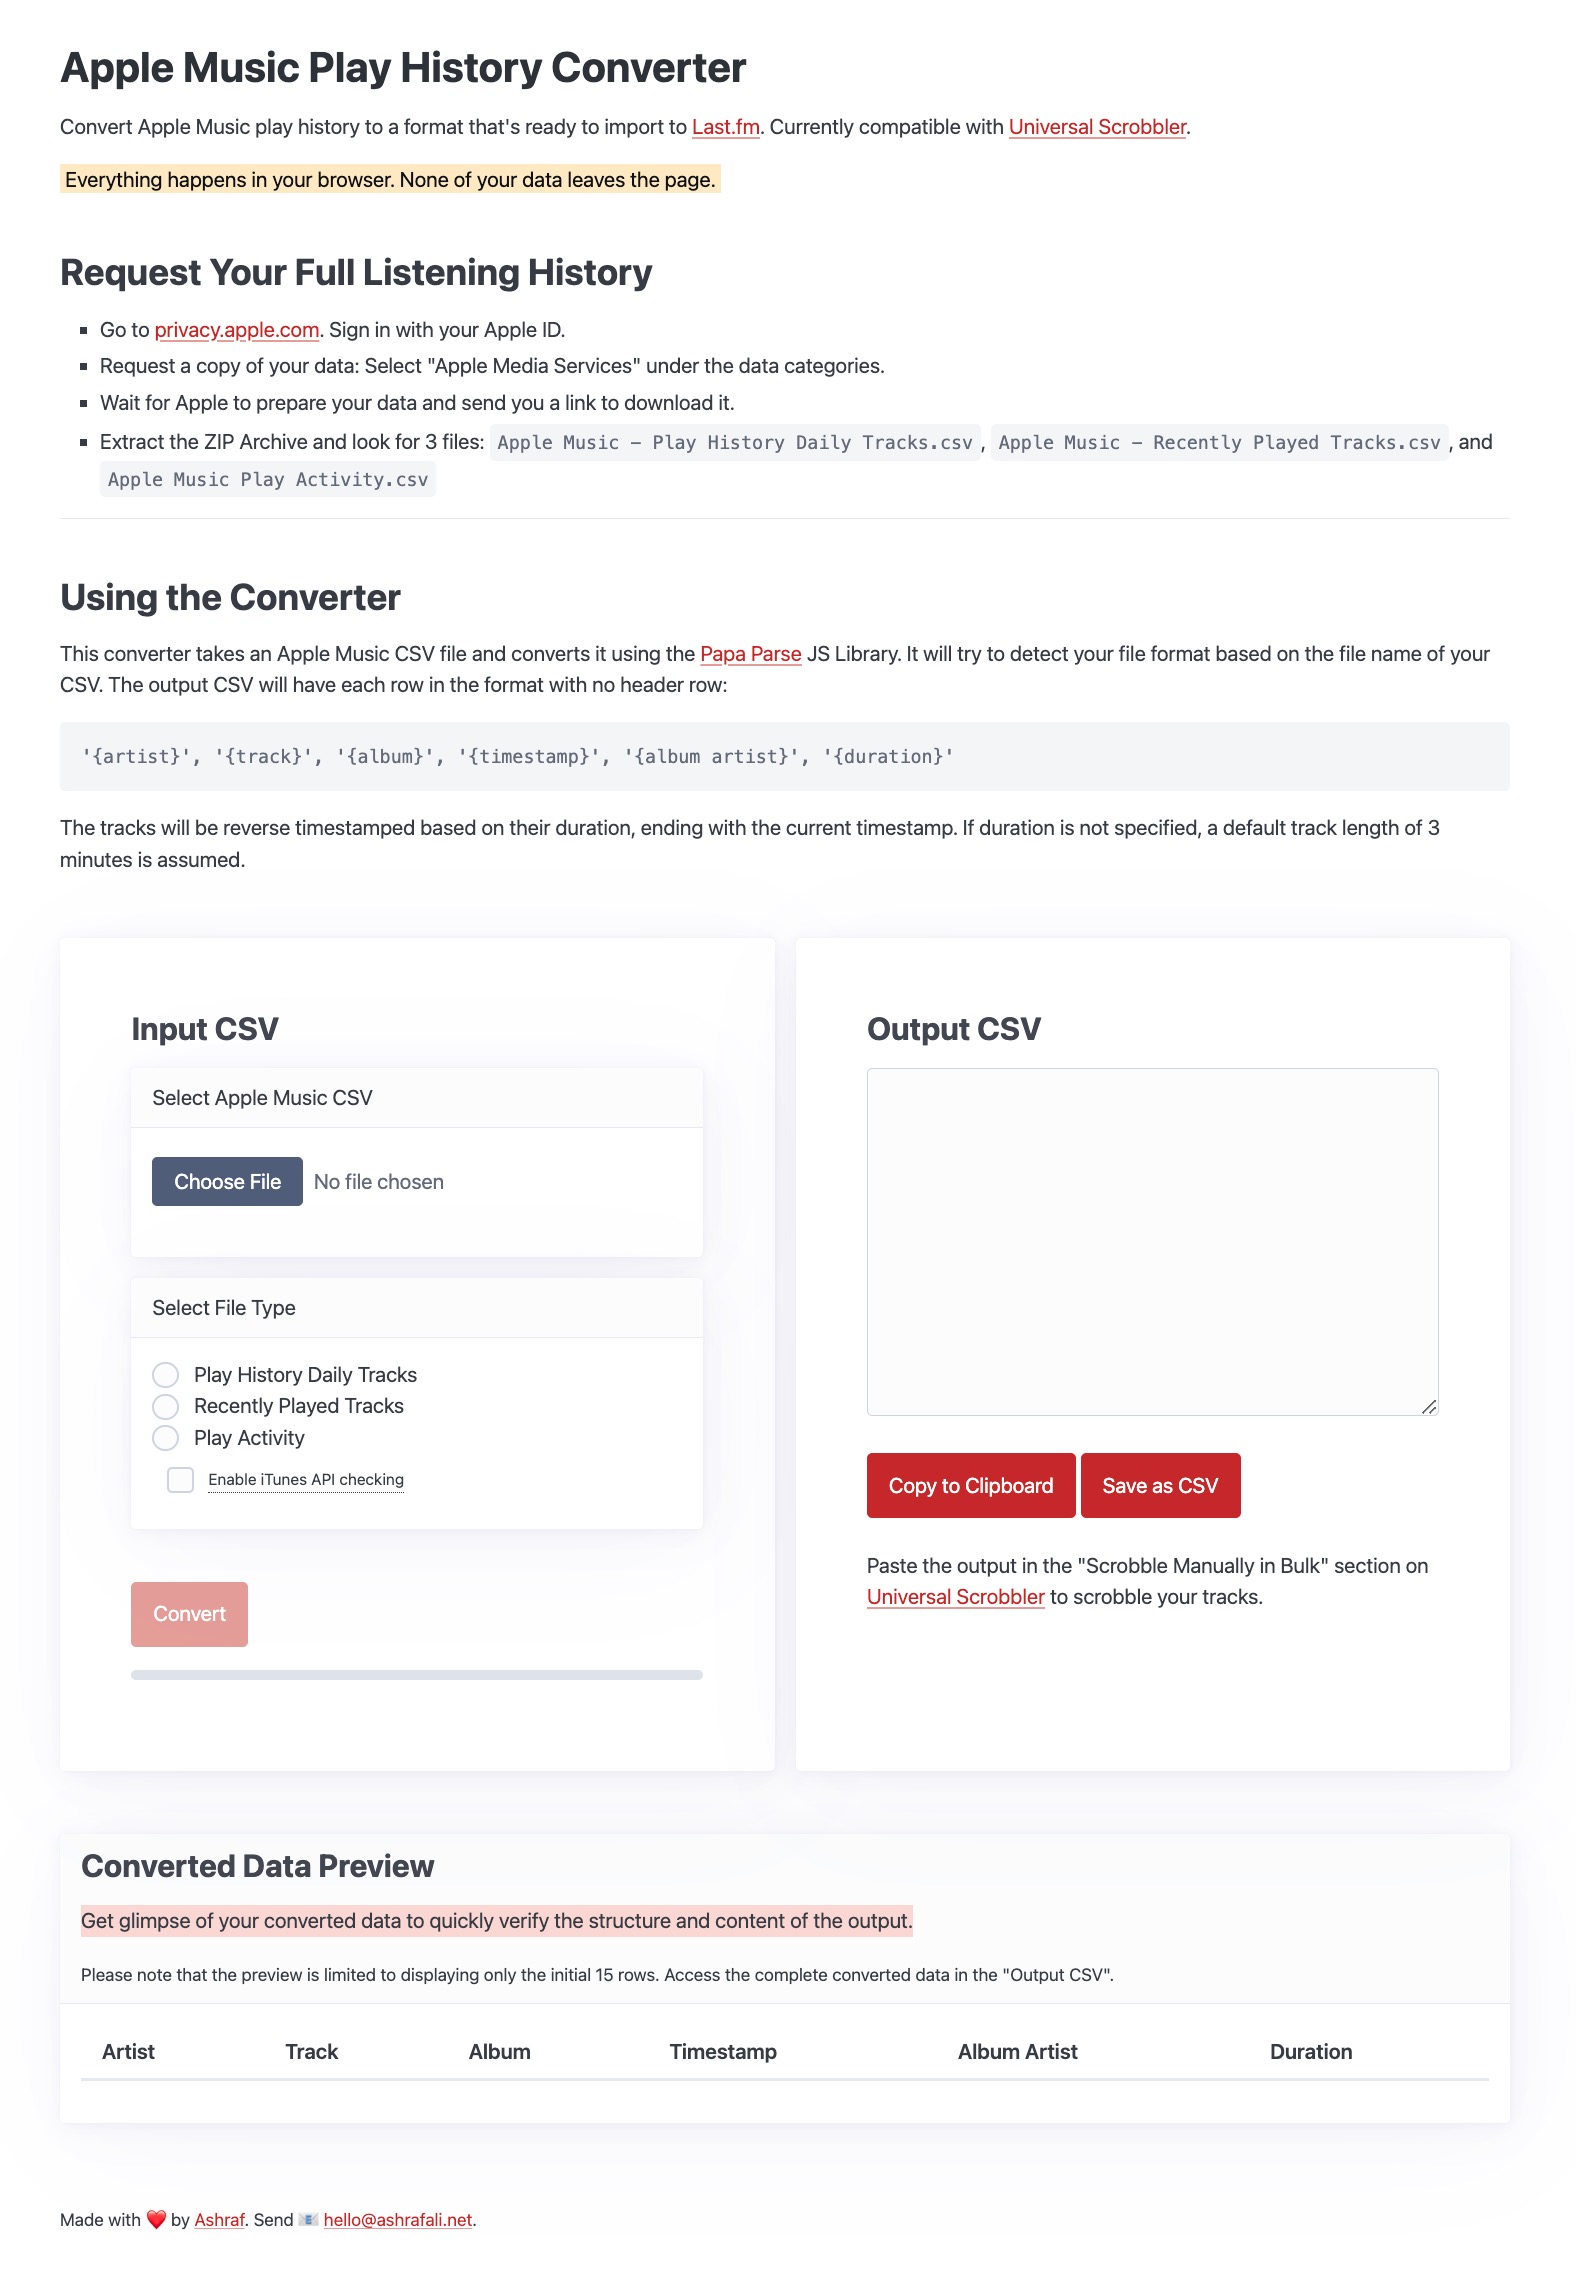 Apple Music Play History Converter
Convert Apple Music play history to a format that's ready to import to Last.fm. Currently compatible with Universal Scrobbler.
Everything happens in your browser. None of your data leaves the page.
Request Your Full Listening History
▪ Go to privacy.apple.com. Sign in with your Apple ID.
▪ Request a copy of your data: Select "Apple Media Services" under the data categories.
▪ Wait for Apple to prepare your data and send you a link to download it.
▪ Extract the ZIP Archive and look for 3 files: Apple Music – Play History Daily Tracks.csv, Apple Music – Recently Played Tracks.csv, and
Apple Music Play Activity.csv
Using the Converter
This converter takes an Apple Music CSV file and converts it using the Papa Parse JS Library. It will try to detect your file format based on the file name of your
CSV. The output CSV will have each row in the format with no header row:
'{artist}', '{track}', '{album}', '{timestamp}', '{album artist}', '{duration}'
The tracks will be reverse timestamped based on their duration, ending with the current timestamp. If duration is not specified, a default track length of 3
minutes is assumed.
Input CSV
Select Apple Music CSV
Choose File No file chosen
Select File Type
Play History Daily Tracks
Recently Played Tracks
Play Activity
Enable iTunes API checking
Convert
Output CSV
Copy to Clipboard Save as CSV
Paste the output in the "Scrobble Manually in Bulk" section on
Universal Scrobbler to scrobble your tracks.
Converted Data Preview
Get glimpse of your converted data to quickly verify the structure and content of the output.
Please note that the preview is limited to displaying only the initial 15 rows. Access the complete converted data in the "Output CSV".
Artist Track Album Timestamp Album Artist Duration
Made with ❤️ by Ashraf. Send 📧 hello@ashrafali.net.